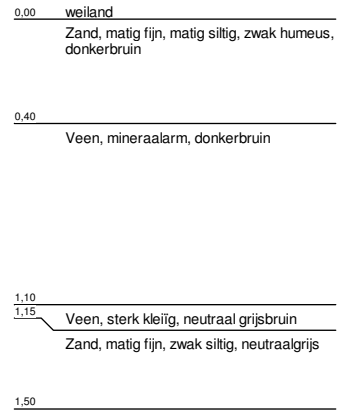 0,00 weiland
Zand, matig fijn, matig siltig, zwak humeus,
donkerbruin
0,40
Veen, mineraalarm, donkerbruin
1,10
1,15
Veen, sterk kleiïg, neutraal grijsbruin
Zand, matig fijn, zwak siltig, neutraalgrijs
1,50